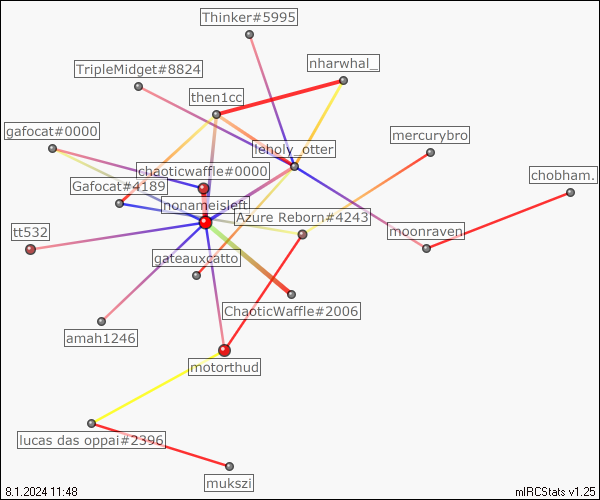 Thinker#5995
nharwhal_
TripleMidget#8824
then1cc
gafocat#0000
mercurybro
leholy_otter
chaoticwaffle#0000
chobham.
Gafocat#4189
nonameisleft
Azure Reborn#4243
tt532
moonraven
gateauxcatto
ChaoticWaffle#2006
amah1246
motorthud
lucas das oppai#2396
mukszi
8.1.2024 11:48
mIRCStats v1.25